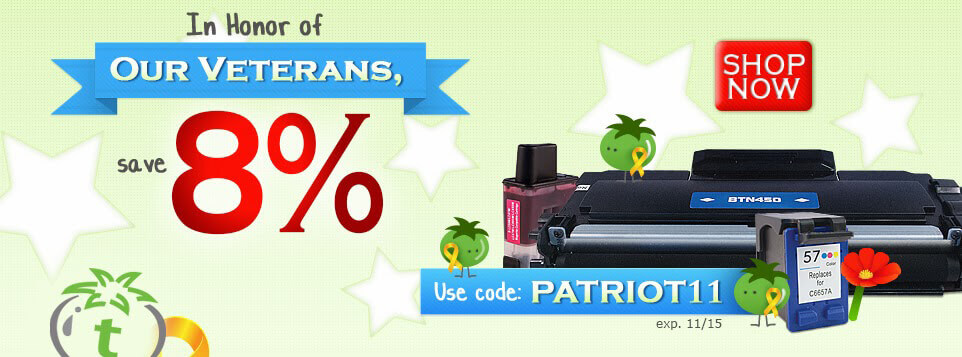 In Honor of
OUR VETERANS,
save 8%
SHOP
NOW
BTN450
57
Color
Replaces
for
C6657A
Use code: PATRIOT11
exp. 11/15
t